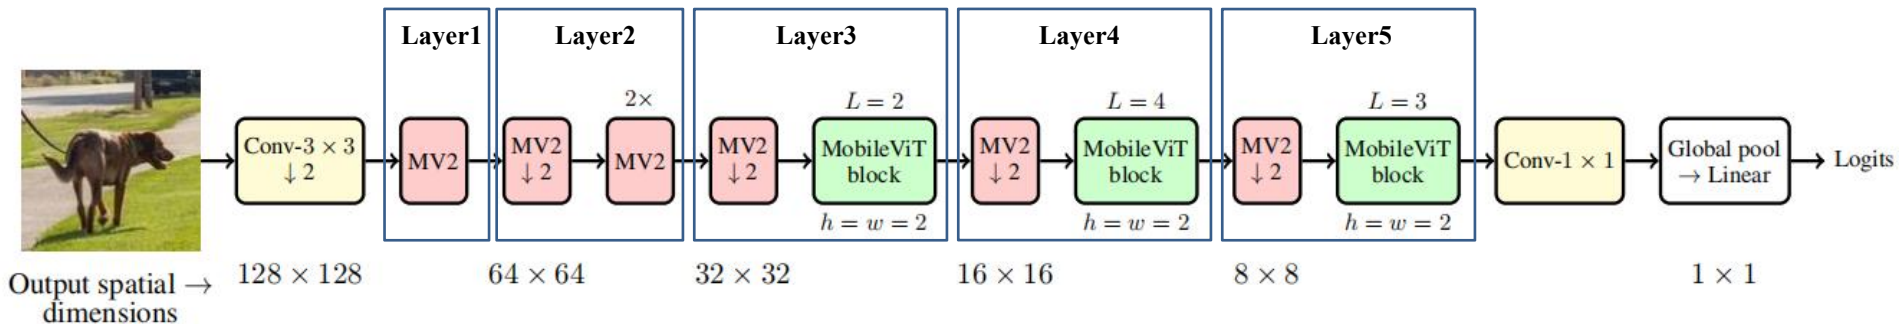 Layer1
Layer2
Layer3
Layer4
Layer5
2×
L = 2
L = 4
L = 3
Conv-3 × 3
↓ 2
MV2
MV2
↓ 2
MV2
MV2
↓ 2
MobileViT
block
MV2
↓ 2
MobileViT
block
MV2
↓ 2
MobileViT
block
Conv-1 × 1
Global pool
→ Linear
Logits
h = w = 2
h = w = 2
h = w = 2
Output spatial →
dimensions
128 × 128
64 × 64
32 × 32
16 × 16
8 × 8
1 × 1